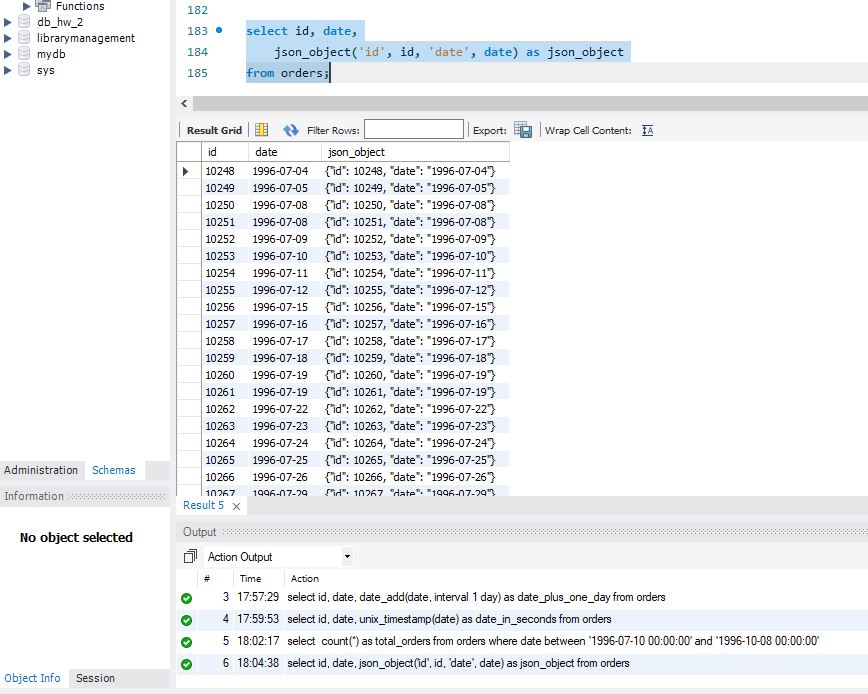 Functions
db_hw_2
librarymanagement
mydb
sys
Administration Schemas
Information
No object selected
Object Info Session
182
183 select id, date,
184 json_object('id', id, 'date', date) as json_object
185 from orders;
Result Grid Filter Rows: Export: Wrap Cell Content: IA
id date json_object
10248 1996-07-04 {"id": 10248, "date": "1996-07-04"}
10249 1996-07-05 {"id": 10249, "date": "1996-07-05"}
10250 1996-07-08 {"id": 10250, "date": "1996-07-08"}
10251 1996-07-08 {"id": 10251, "date": "1996-07-08"}
10252 1996-07-09 {"id": 10252, "date": "1996-07-09"}
10253 1996-07-10 {"id": 10253, "date": "1996-07-10"}
10254 1996-07-11 {"id": 10254, "date": "1996-07-11"}
10255 1996-07-12 {"id": 10255, "date": "1996-07-12"}
10256 1996-07-15 {"id": 10256, "date": "1996-07-15"}
10257 1996-07-16 {"id": 10257, "date": "1996-07-16"}
10258 1996-07-17 {"id": 10258, "date": "1996-07-17"}
10259 1996-07-18 {"id": 10259, "date": "1996-07-18"}
10260 1996-07-19 {"id": 10260, "date": "1996-07-19"}
10261 1996-07-19 {"id": 10261, "date": "1996-07-19"}
10262 1996-07-22 {"id": 10262, "date": "1996-07-22"}
10263 1996-07-23 {"id": 10263, "date": "1996-07-23"}
10264 1996-07-24 {"id": 10264, "date": "1996-07-24"}
10265 1996-07-25 {"id": 10265, "date": "1996-07-25"}
10266 1996-07-26 {"id": 10266, "date": "1996-07-26"}
10267 1996-07-29 {"id": 10267, "date": "1996-07-29"}
Result 5
Output
Action Output
# Time Action
3 17:57:29 select id, date, date_add(date, interval 1 day) as date_plus_one_day from orders
4 17:59:53 select id, date, unix_timestamp(date) as date_in_seconds from orders
5 18:02:17 select  count(*) as total_orders from orders where date between '1996-07-10 00:00:00' and '1996-10-08 00:00:00'
6 18:04:38 select id, date, json_object('id', id, 'date', date) as json_object from orders